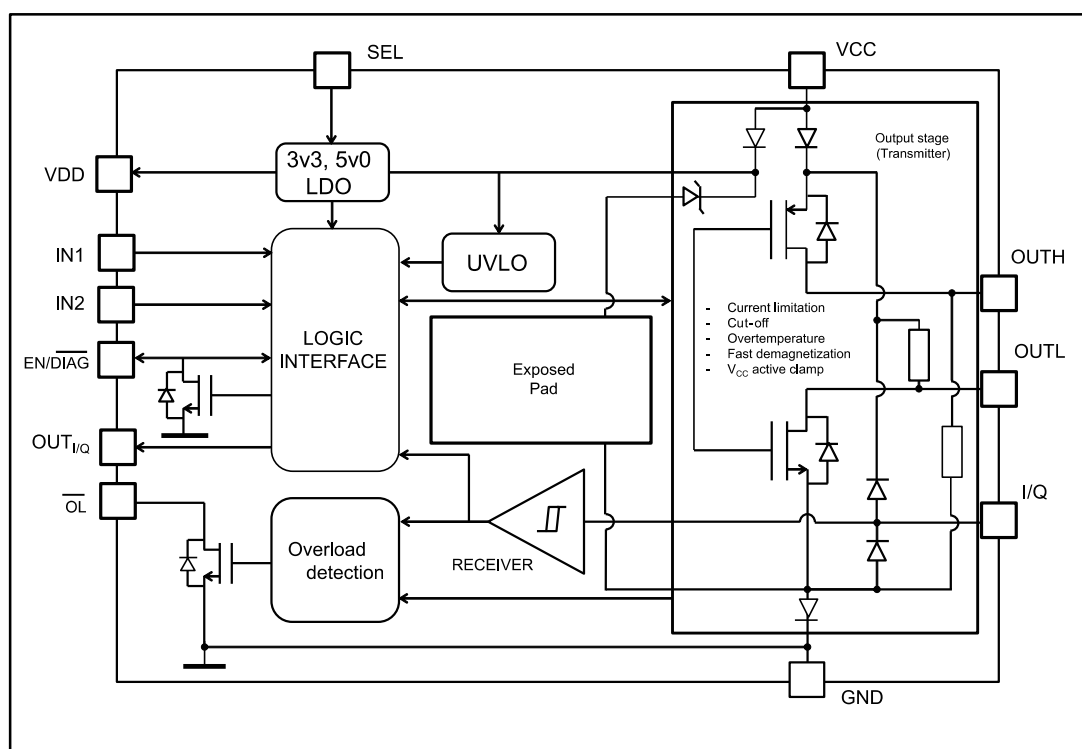 SEL
VCC
Output stage
(Transmitter)
3v3, 5v0
LDO
VDD
IN1
UVLO
OUTH
IN2
LOGIC
INTERFACE
- Current limitation
- Cut-off
- Overtemperature
- Fast demagnetization
- VCC active clamp
EN/DIAG
Exposed
Pad
OUTL
OUTI/Q
I/Q
OL
Overload
detection
RECEIVER
GND